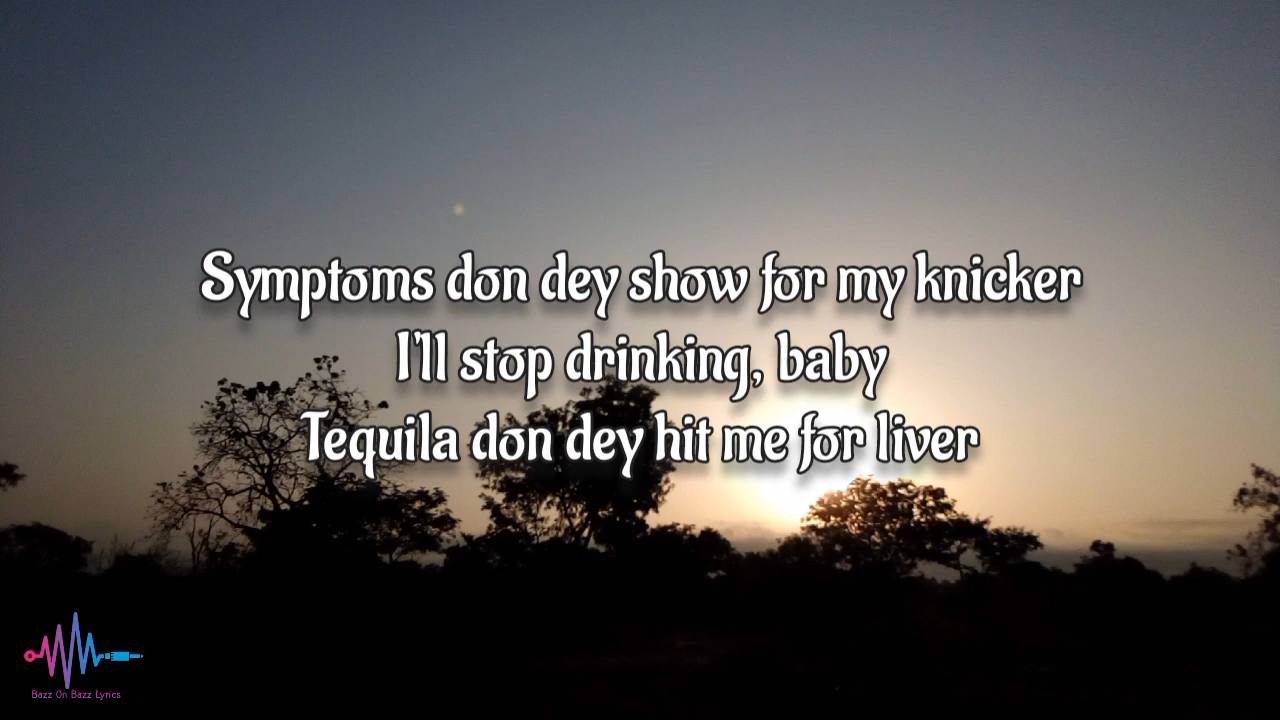 Symptoms don dey show for my knicker
I'll stop drinking, baby
Tequila don dey hit me for liver
Bazz On Bazz Lyrics